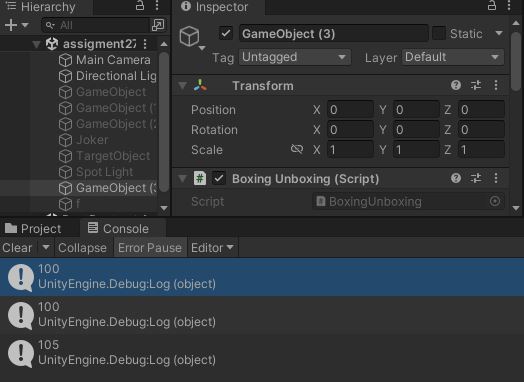 Hierarchy
All
assigment27
Main Camera
Directional Lig
GameObject
GameObject (1
GameObject (2
Joker
TargetObject
Spot Light
GameObject (3
f
Inspector
GameObject (3)
Static
Tag Untagged Layer Default
Transform
Position X 0 Y 0 Z 0
Rotation X 0 Y 0 Z 0
Scale X 1 Y 1 Z 1
# Boxing Unboxing (Script)
Script # BoxingUnboxing
Project Console
Clear Collapse Error Pause Editor
100
UnityEngine.Debug:Log (object)
100
UnityEngine.Debug:Log (object)
105
UnityEngine.Debug:Log (object)